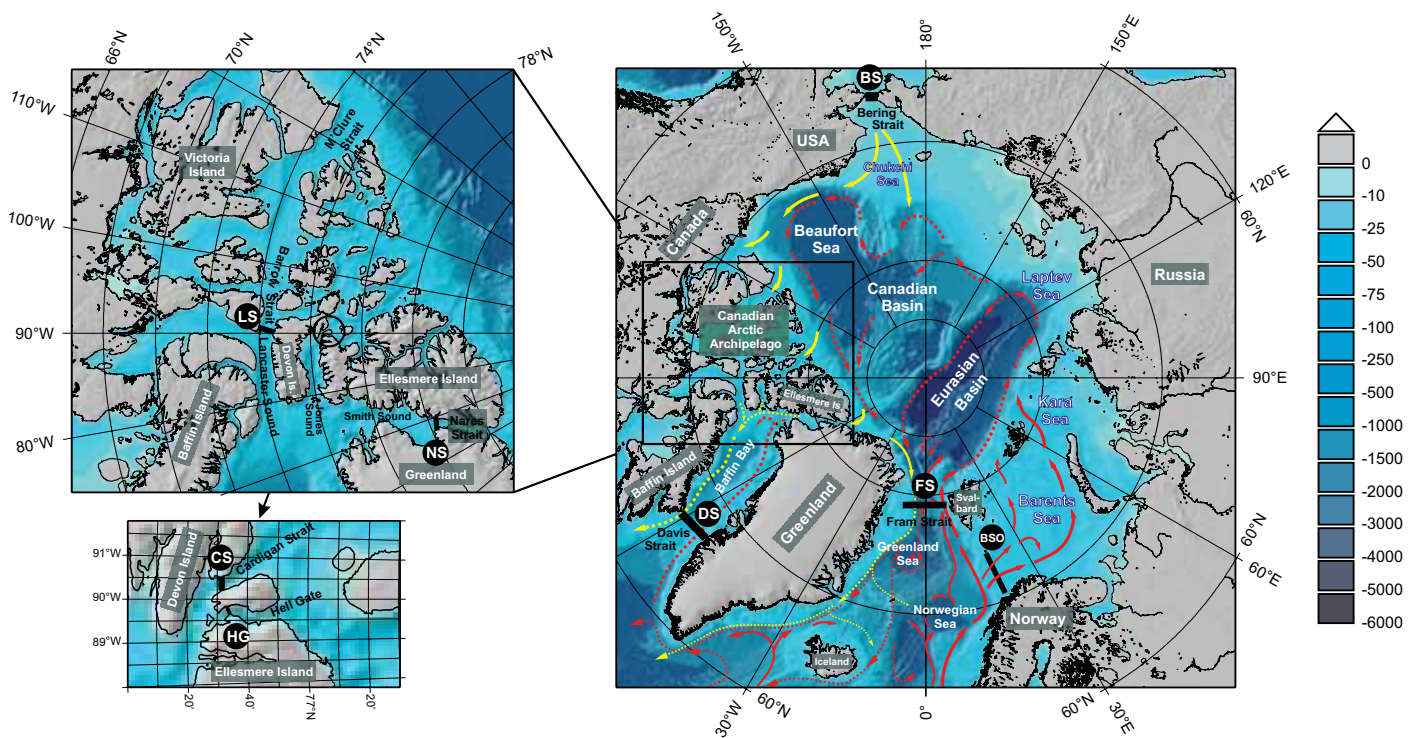 66°N
70°N
74°N
78°N
110°W
100°W
90°W
80°W
Victoria
Island
M'Clure
Strait
Barrow Strait
LS
Lancaster Sound
Devon Is.
Jones
Sound
Ellesmere Island
Smith Sound
Nares
Strait
NS
Greenland
Baffin Island
91°W
90°W
89°W
Devon Island
CS
Cardigan Strait
Hell Gate
HG
Ellesmere Island
20'
40'
77°N
20'
150°W
180°
150°E
120°E
60°N
90°E
60°N
60°E
30°E
60°N
0°
60°N
30°W
BS
Bering
Strait
USA
Chukchi
Sea
Canada
Beaufort
Sea
Canadian
Basin
Laptev
Sea
Russia
Canadian
Arctic
Archipelago
Eurasian
Basin
Kara
Sea
Ellesmere Is.
Baffin Island
Baffin Bay
DS
Davis
Strait
Greenland
FS
Fram Strait
Sval-
bard
Barents
Sea
BSO
Greenland
Sea
Norwegian
Sea
Norway
Iceland
0
-10
-25
-50
-75
-100
-250
-500
-1000
-1500
-2000
-3000
-4000
-5000
-6000